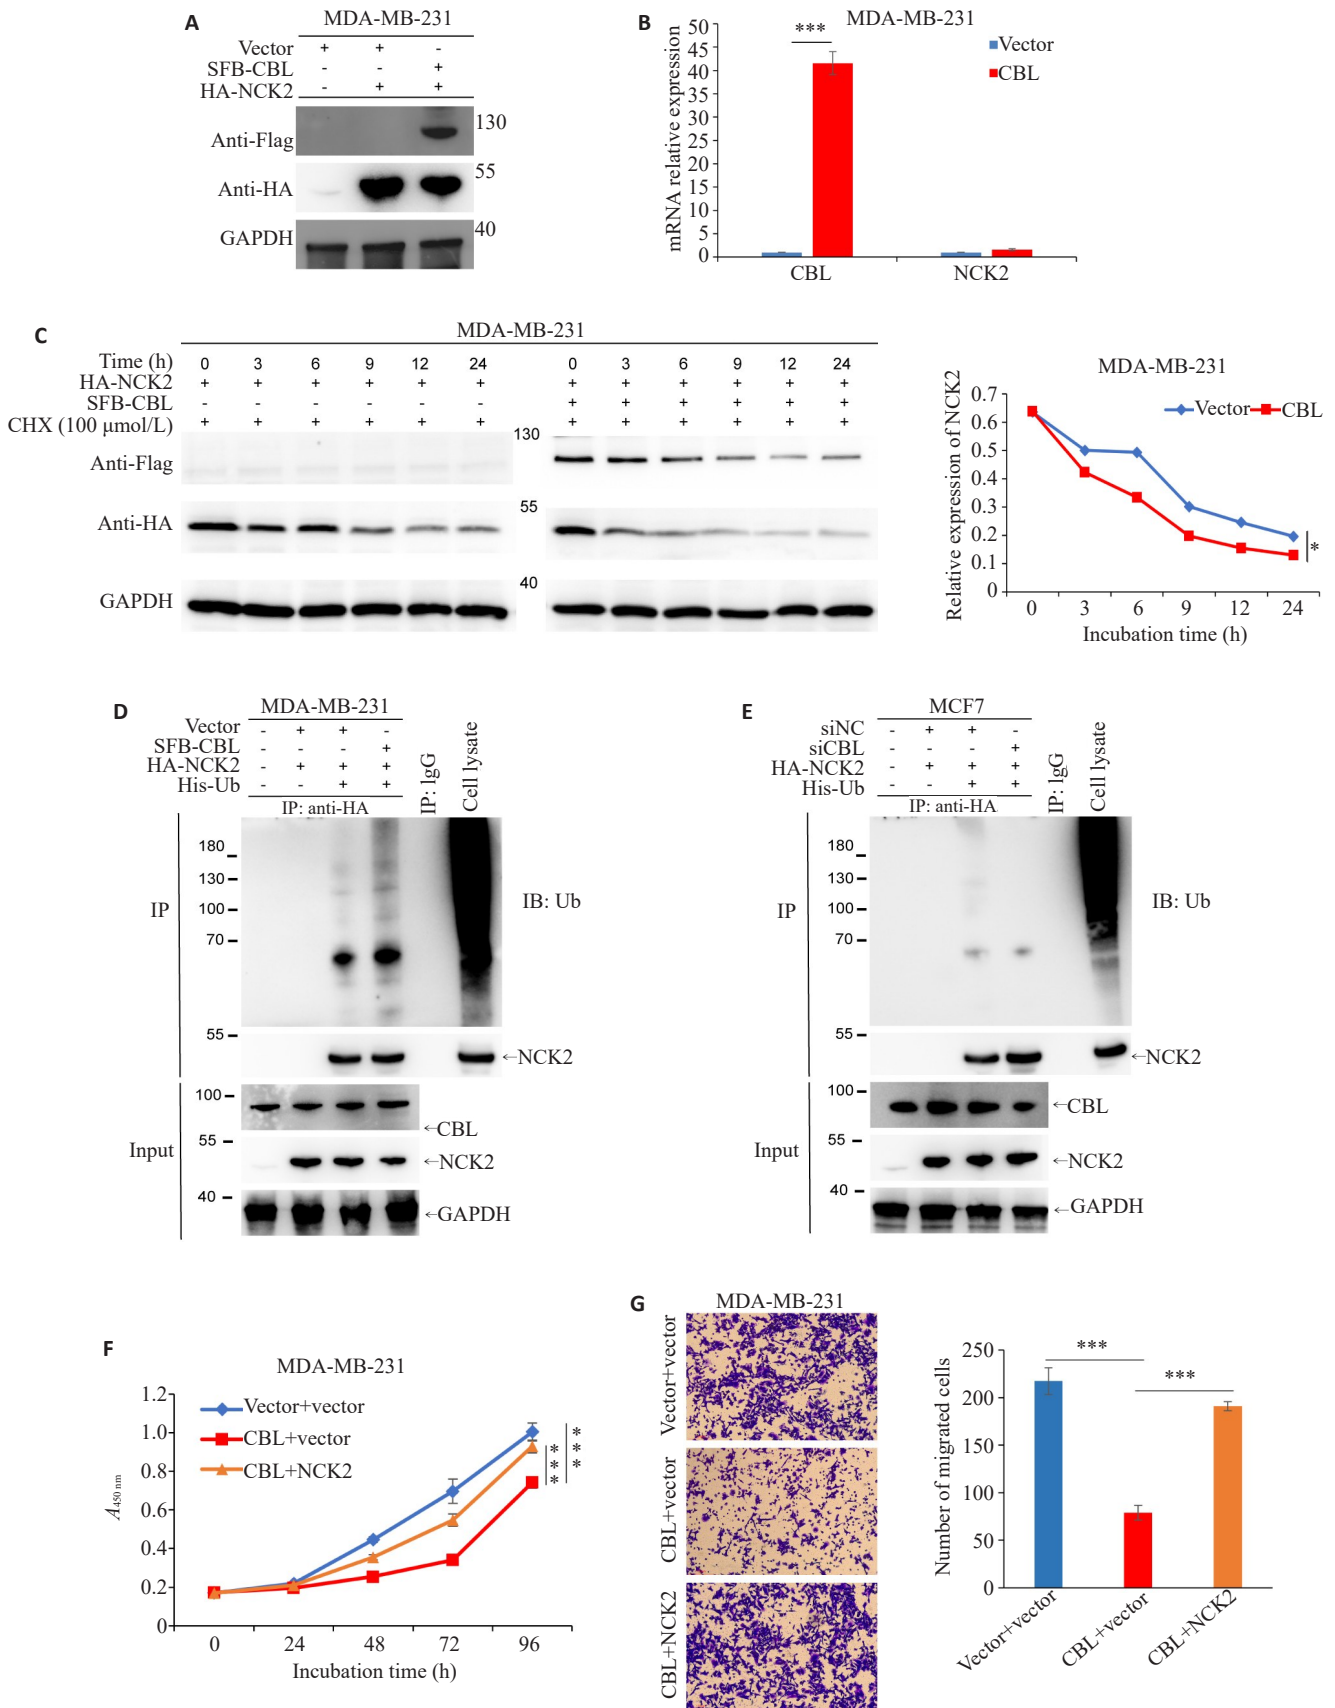 A
MDA-MB-231
Vector + + -
SFB-CBL - - +
HA-NCK2 - + +
Anti-Flag
130
Anti-HA
55
GAPDH
40
B
MDA-MB-231
mRNA relative expression
50
45
40
35
30
25
20
15
10
5
0
***
Vector
CBL
CBL NCK2
C
MDA-MB-231
Time (h) 0 3 6 9 12 24 0 3 6 9 12 24
HA-NCK2 + + + + + + + + + + + +
SFB-CBL - - - - - - + + + + + +
CHX (100 μmol/L) + + + + + + + + + + + +
Anti-Flag
130
Anti-HA
55
GAPDH
40
MDA-MB-231
Relative expression of NCK2
0.7
0.6
0.5
0.4
0.3
0.2
0.1
0
Vector CBL
*
0 3 6 9 12 24
Incubation time (h)
D
MDA-MB-231
Vector - + + -
SFB-CBL - - - +
HA-NCK2 - + + +
His-Ub - - + +
IP: anti-HA
IP: IgG
Cell lysate
IP
180
130
100
70
IB: Ub
55
←NCK2
Input
100
←CBL
55
←NCK2
40
←GAPDH
E
MCF7
siNC - + + -
siCBL - - - +
HA-NCK2 - + + +
His-Ub - - + +
IP: anti-HA
IP: IgG
Cell lysate
IP
180
130
100
70
IB: Ub
55
←NCK2
Input
100
←CBL
55
←NCK2
40
←GAPDH
F
MDA-MB-231
A450 nm
1.2
1.0
0.8
0.6
0.4
0.2
0
Vector+vector
CBL+vector
CBL+NCK2
***
***
0 24 48 72 96
Incubation time (h)
G
MDA-MB-231
Vector+vector
CBL+vector
CBL+NCK2
Number of migrated cells
250
200
150
100
50
0
***
***
Vector+vector
CBL+vector
CBL+NCK2